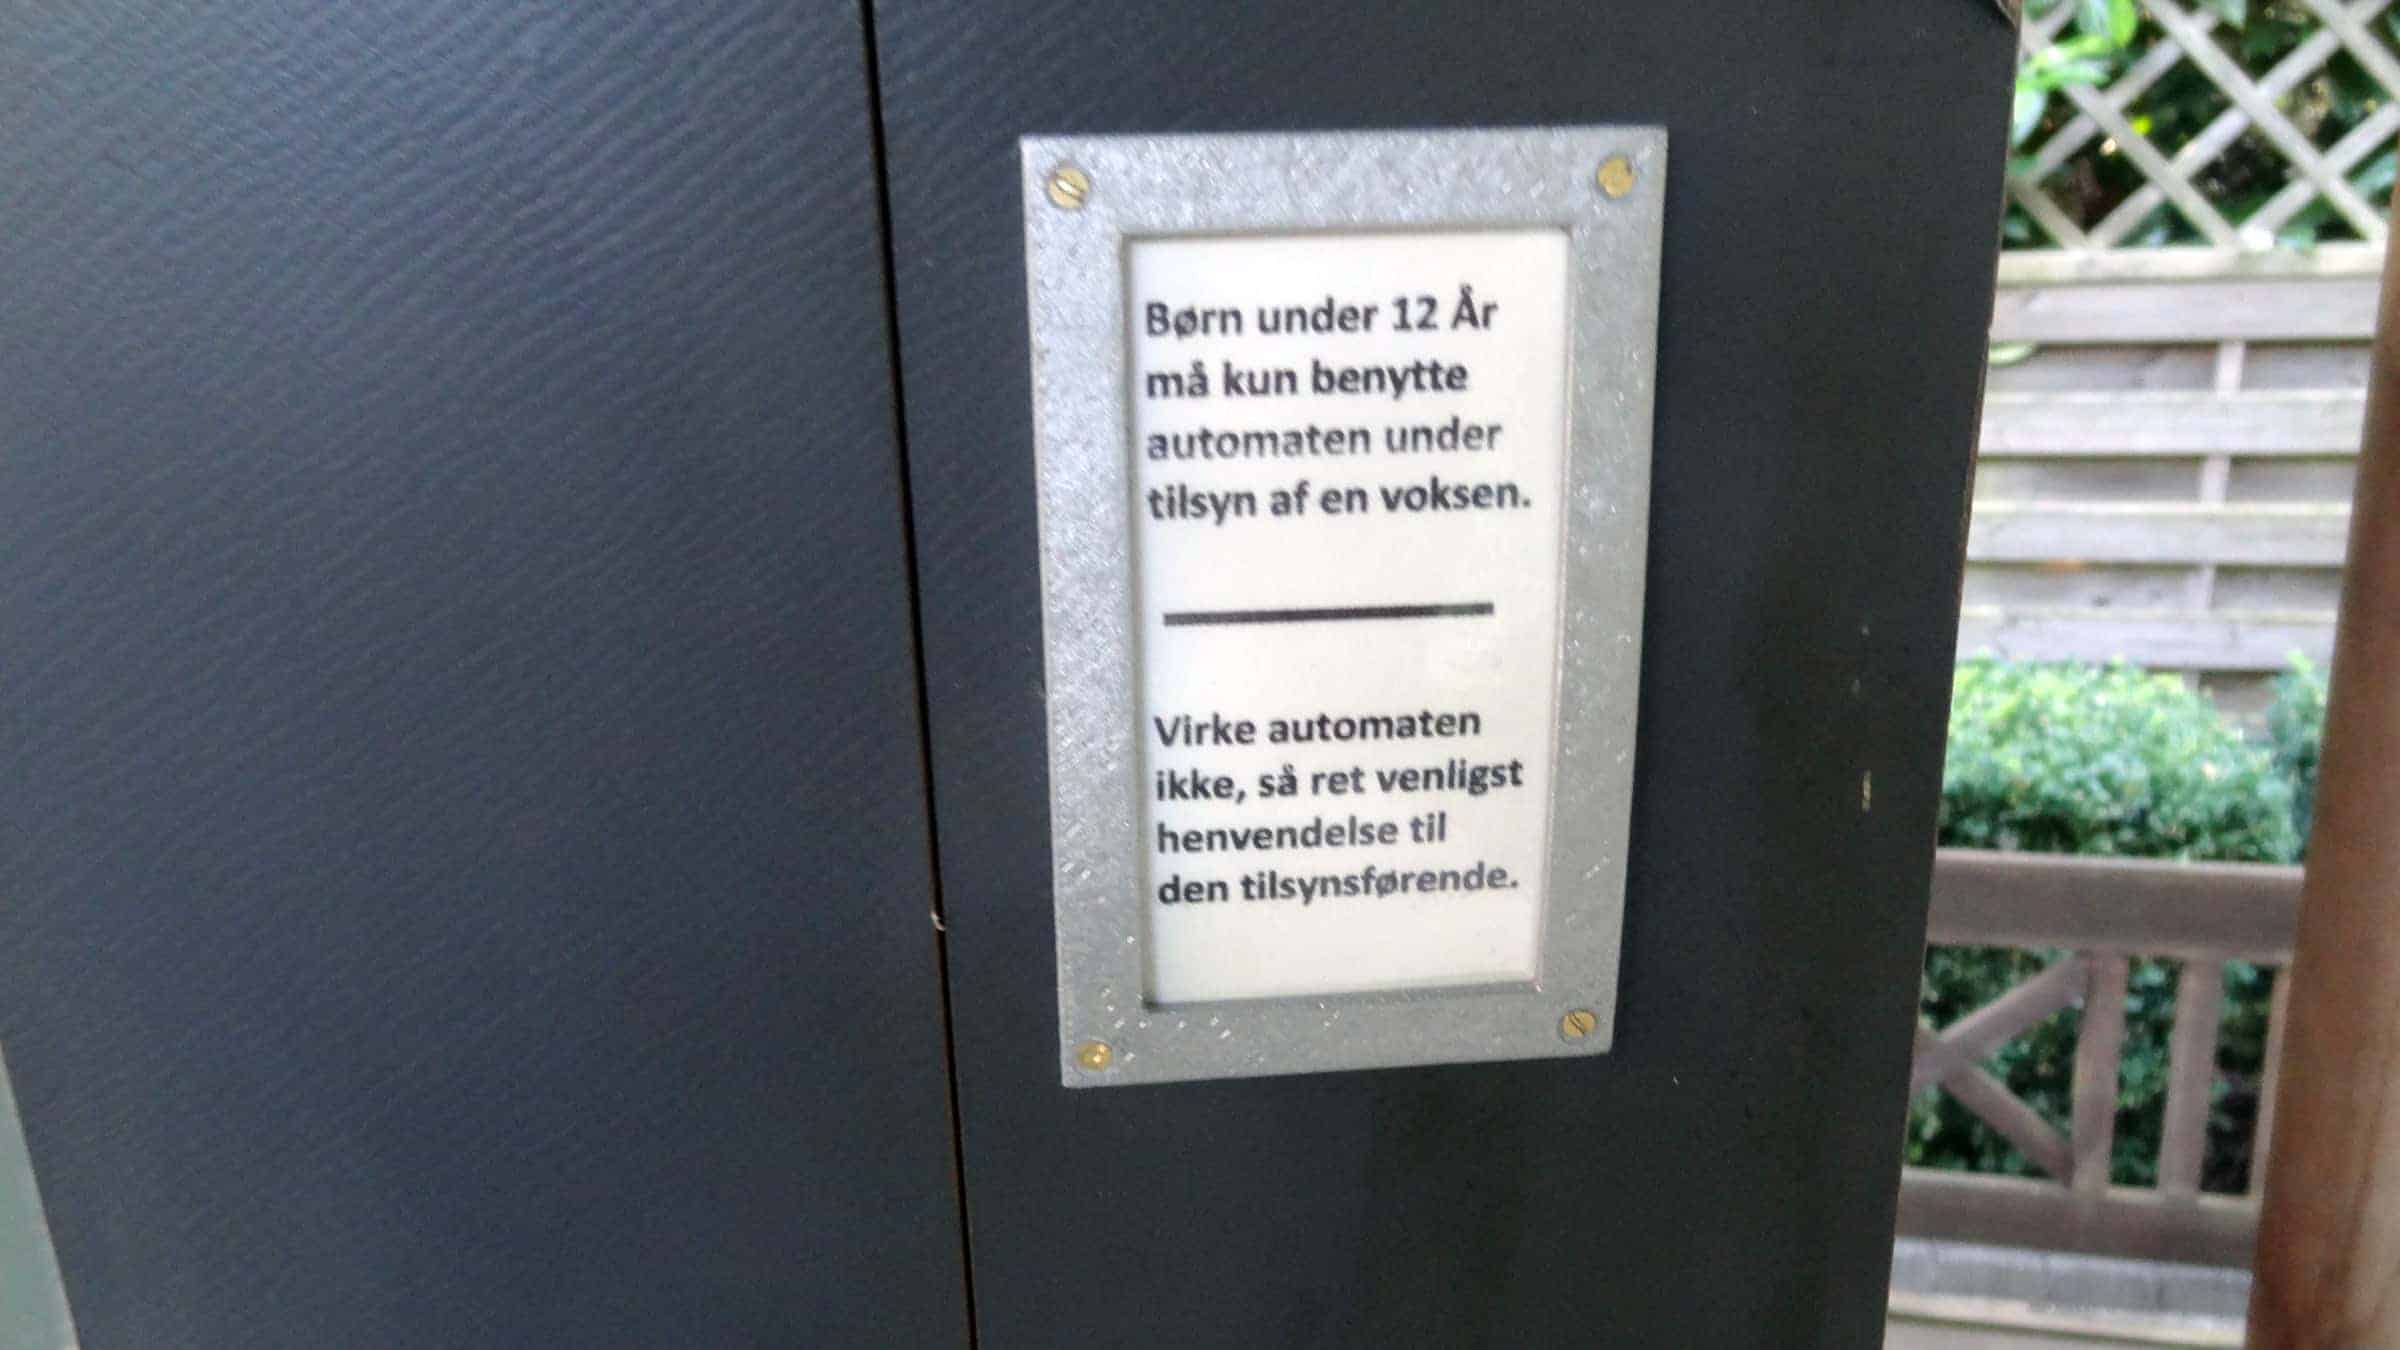 Børn under 12 År
må kun benytte
automaten under
tilsyn af en voksen.
Virke automaten
ikke, så ret venligst
henvendelse til
den tilsynsførende.